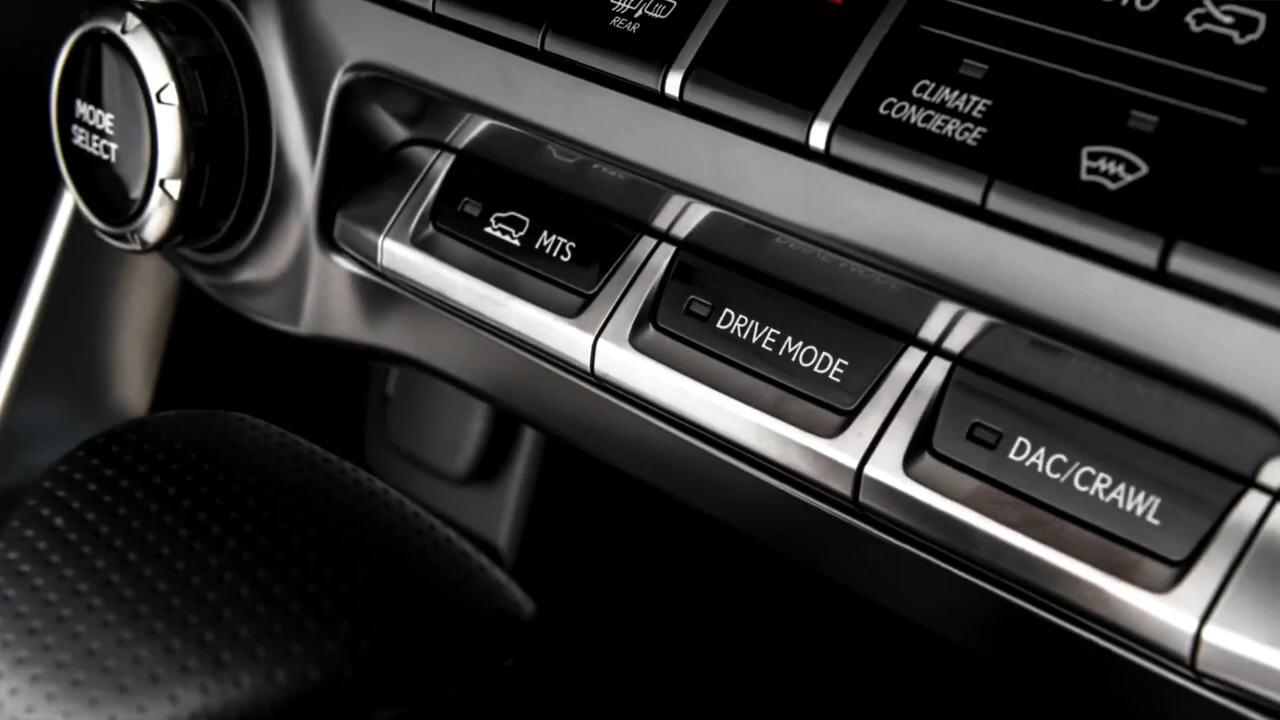 REAR
CLIMATE
CONCIERGE
MODE
SELECT
MTS
DRIVE MODE
DAC/CRAWL